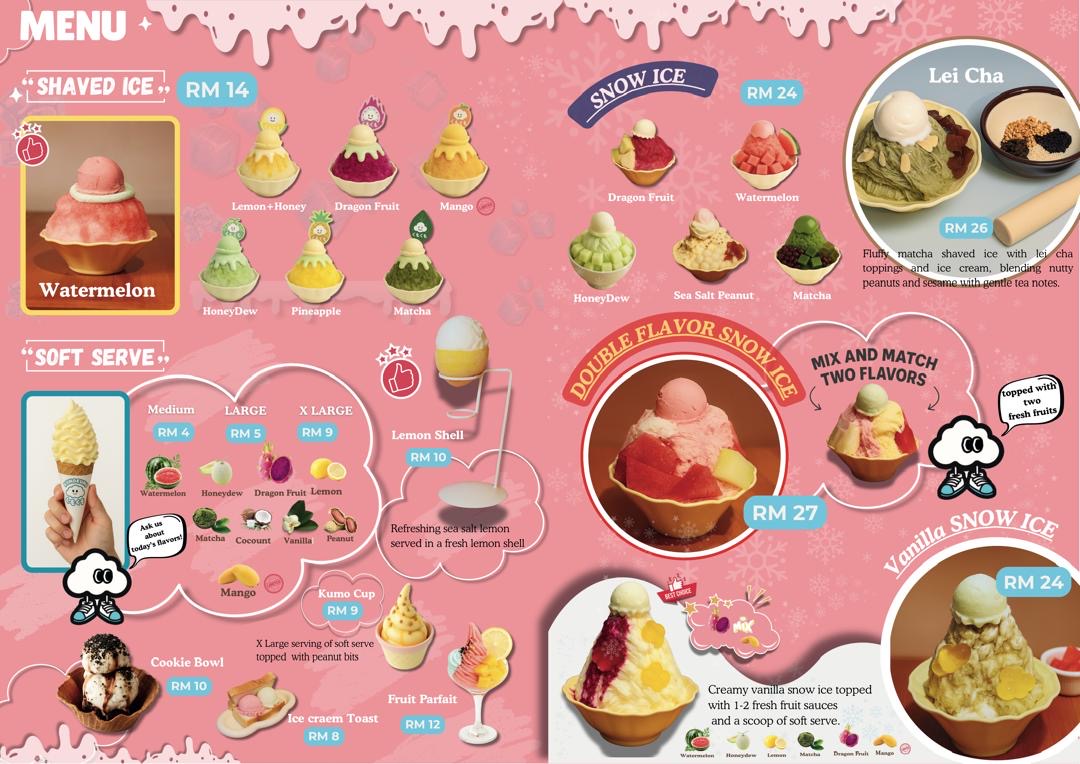 MENU
"SHAVED ICE"
RM 14
Watermelon
Lemon+Honey
Dragon Fruit
Mango
HoneyDew
Pineapple
Matcha
"SOFT SERVE"
Medium
RM 4
LARGE
RM 5
X LARGE
RM 9
Watermelon
Honeydew
Dragon Fruit
Lemon
Matcha
Cocount
Vanilla
Peanut
Mango
Ask us
about
today's flavors!
Lemon Shell
RM 10
Refreshing sea salt lemon
served in a fresh lemon shell
Kumo Cup
RM 9
X Large serving of soft serve
topped with peanut bits
Cookie Bowl
RM 10
Ice craem Toast
RM 8
Fruit Parfait
RM 12
SNOW ICE
RM 24
Dragon Fruit
Watermelon
HoneyDew
Sea Salt Peanut
Matcha
Lei Cha
RM 26
Fluffy matcha shaved ice with lei cha
toppings and ice cream, blending nutty
peanuts and sesame with gentle tea notes.
DOUBLE FLAVOR SNOW ICE
RM 27
MIX AND MATCH
TWO FLAVORS
topped with
two
fresh fruits
Vanilla SNOW ICE
RM 24
BEST CHOICE
MIX
Creamy vanilla snow ice topped
with 1-2 fresh fruit sauces
and a scoop of soft serve.
Watermelon
Honeydew
Lemon
Matcha
Dragon Fruit
Mango